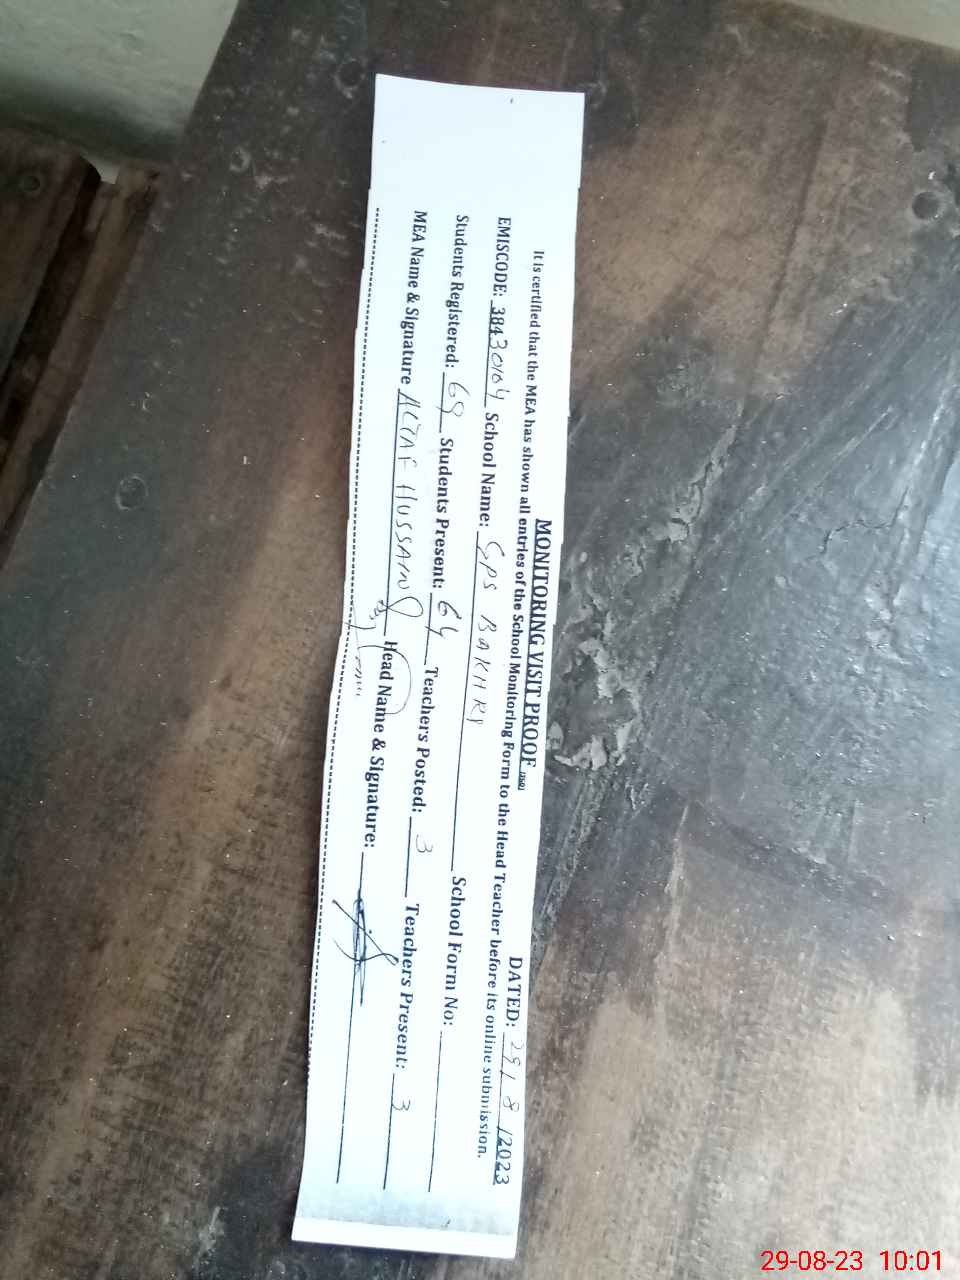 MONITORING VISIT PROOF
DATED: 29/8/2023
It is certified that the MEA has shown all entries of the School Monitoring Form to the Head Teacher before its online submission.
EMISCODE: 38430164 School Name: GPS BAKHRI School Form No:
Students Registered: 69 Students Present: 64 Teachers Posted: 3 Teachers Present: 3
MEA Name & Signature ALTAF HUSSAIN Head Name & Signature:
29-08-23 10:01